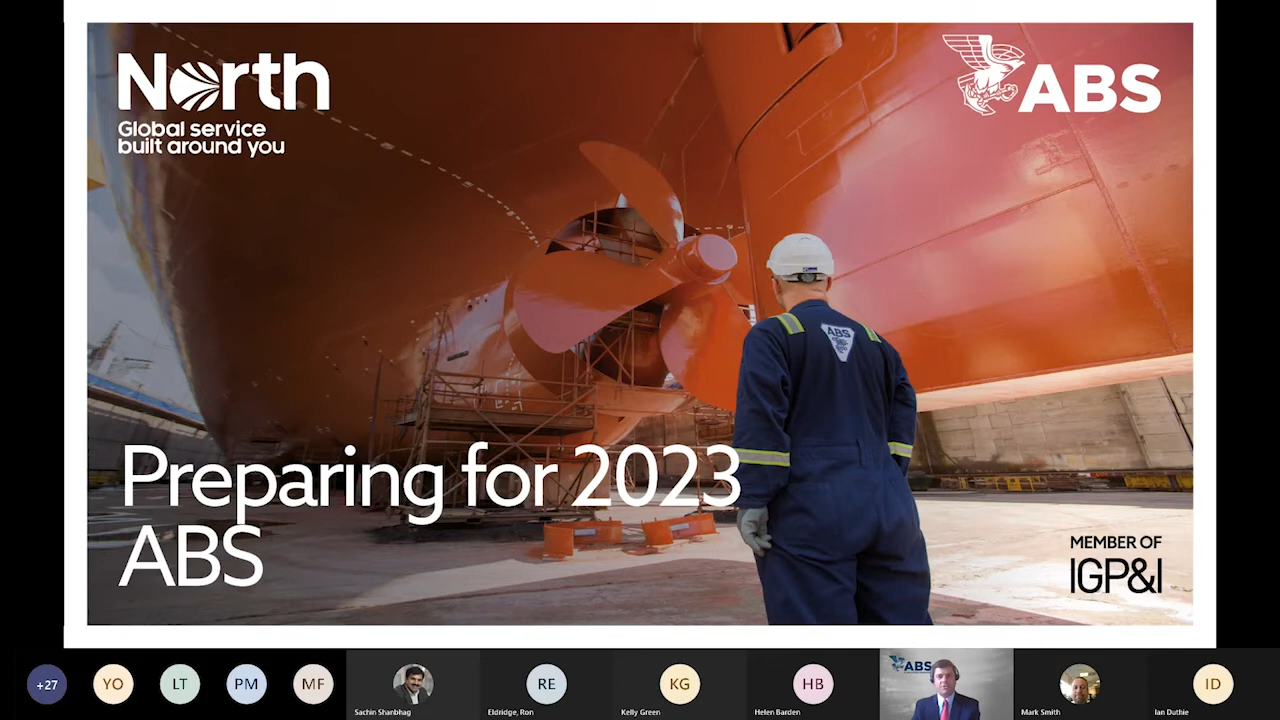 North
Global service
built around you
ABS
ABS
Preparing for 2023
ABS
MEMBER OF
IGP&I
+27
YO
LT
PM
MF
Sachin Shanbhag
RE
Eldridge, Ron
KG
Kelly Green
HB
Helen Barden
ABS
Mark Smith
ID
Ian Duthie